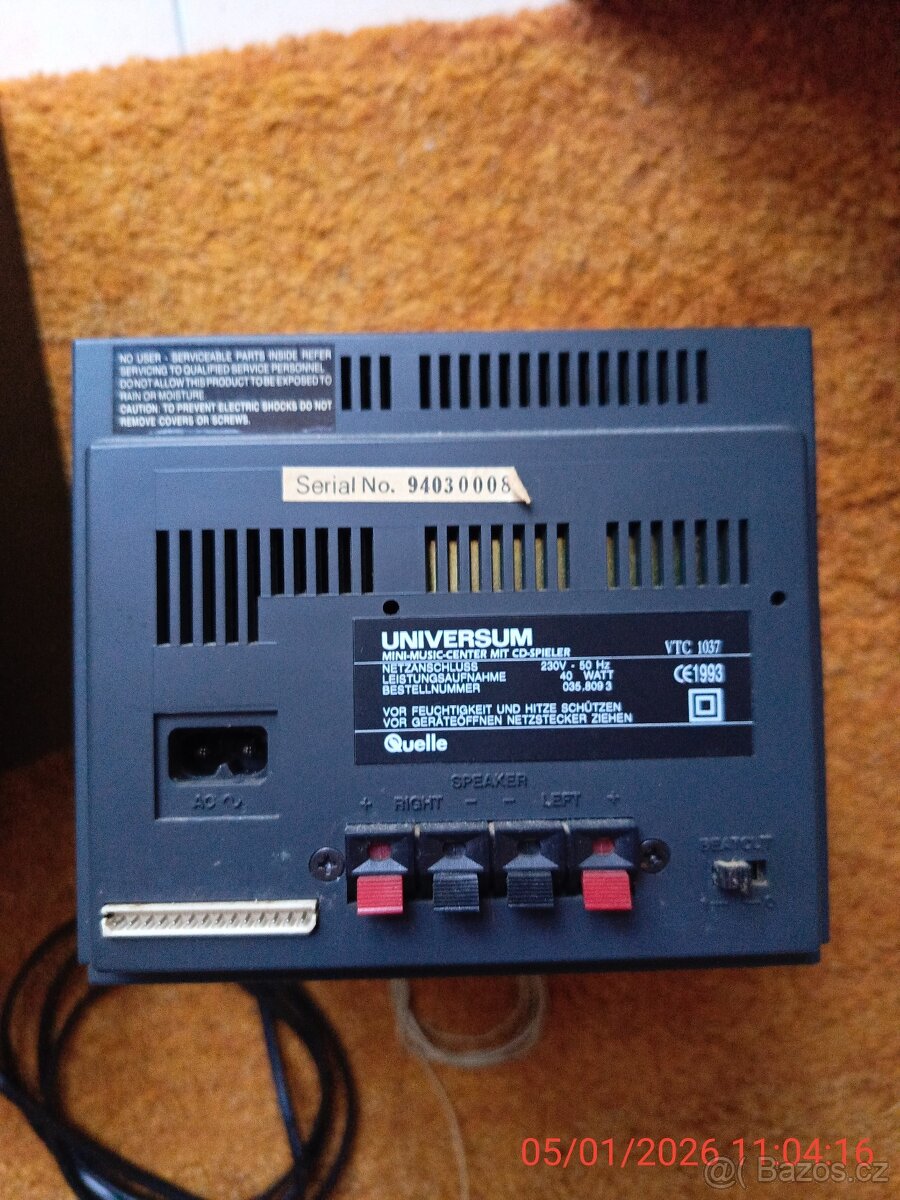 NO USER - SERVICEABLE PARTS INSIDE REFER
SERVICING TO QUALIFIED SERVICE PERSONNEL
DO NOT ALLOW THIS PRODUCT TO BE EXPOSED TO
RAIN OR MOISTURE
CAUTION: TO PREVENT ELECTRIC SHOCKS DO NOT
REMOVE COVERS OR SCREWS.
Serial No. 94030008
UNIVERSUM
MINI-MUSIC-CENTER MIT CD-SPIELER VTC 1037
NETZANSCHLUSS 230V - 50 Hz
LEISTUNGSAUFNAHME 40 WATT
BESTELLNUMMER 035.809 3
CE1993
VOR FEUCHTIGKEIT UND HITZE SCHÜTZEN
VOR GERÄTEÖFFNEN NETZSTECKER ZIEHEN
Quelle
AC ~
SPEAKER
+ RIGHT - - LEFT +
BEATCUT
05/01/2026 11:04:16
@ Bazos.cz